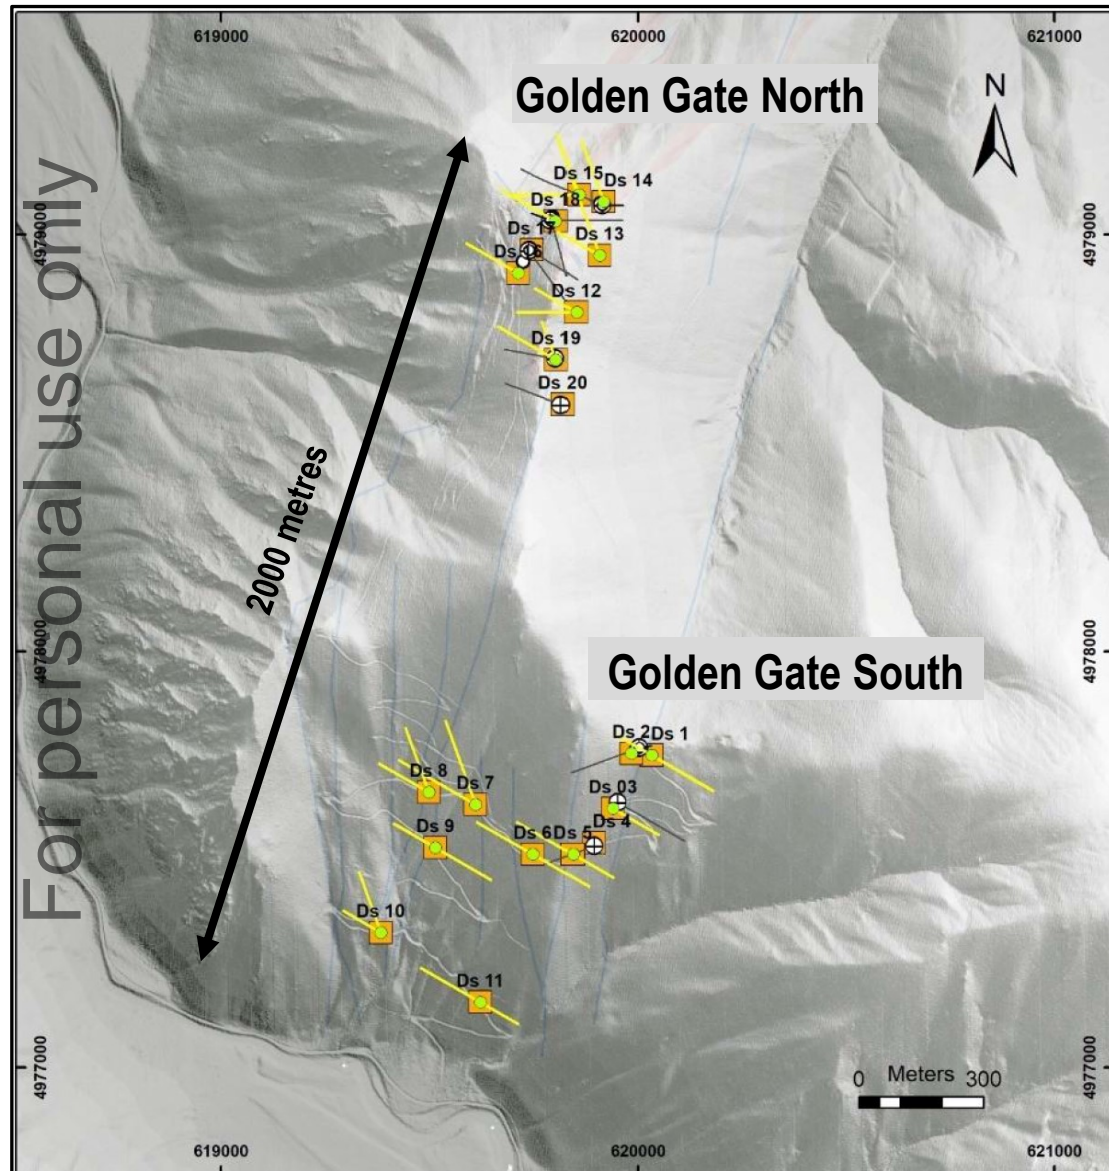 619000
620000
621000
Golden Gate North
N
Ds 15
Ds 14
Ds 18
Ds 17
Ds 13
Ds 12
Ds 19
Ds 20
4979000
4979000
For personal use only
2000 metres
4978000
4978000
Golden Gate South
Ds 2
Ds 1
Ds 8
Ds 7
Ds 03
Ds 4
Ds 9
Ds 6
Ds 5
Ds 10
Ds 11
4977000
4977000
0 Meters 300
619000
620000
621000